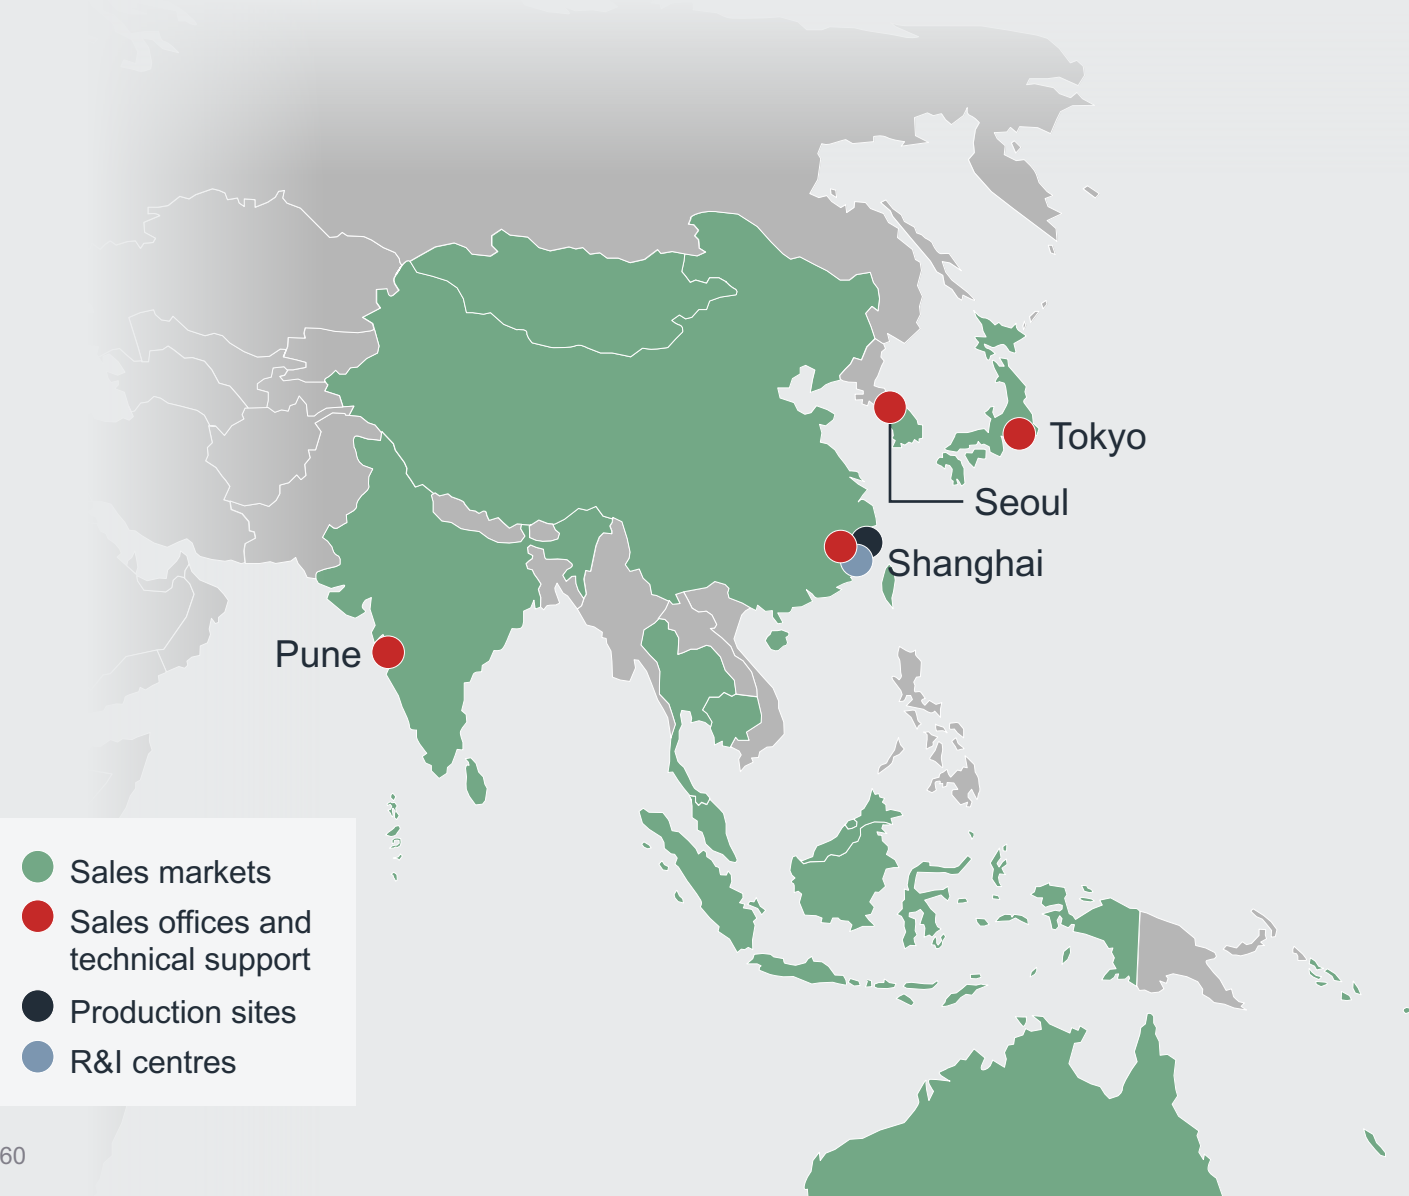 Tokyo
Seoul
Shanghai
Pune
Sales markets
Sales offices and
technical support
Production sites
R&I centres
60